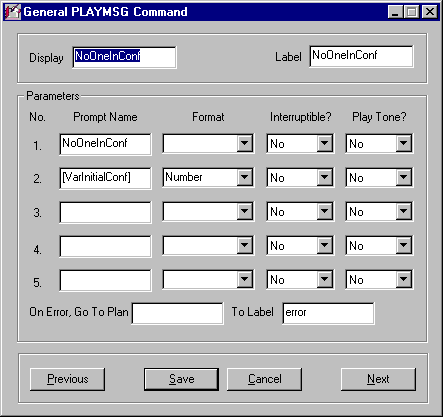 General PLAYMSG Command
Display NoOneInConf Label NoOneInConf
Parameters
No. Prompt Name Format Interruptible? Play Tone?
1. NoOneInConf No No
2. [VarInitialConf] Number No No
3. No No
4. No No
5. No No
On Error, Go To Plan To Label error
Previous Save Cancel Next